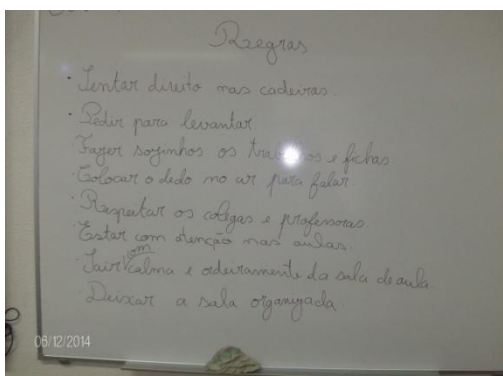 Regras
· Sentar direito nas cadeiras
· Pedir para levantar
· Fazer sozinhos os trabalhos e fichas
· Colocar o dedo no ar para falar
· Respeitar os colegas e professoras.
· Estar com atenção nas aulas.
· Sair com calma e ordeiramente da sala de aula.
· Deixar a sala organizada
06/12/2014